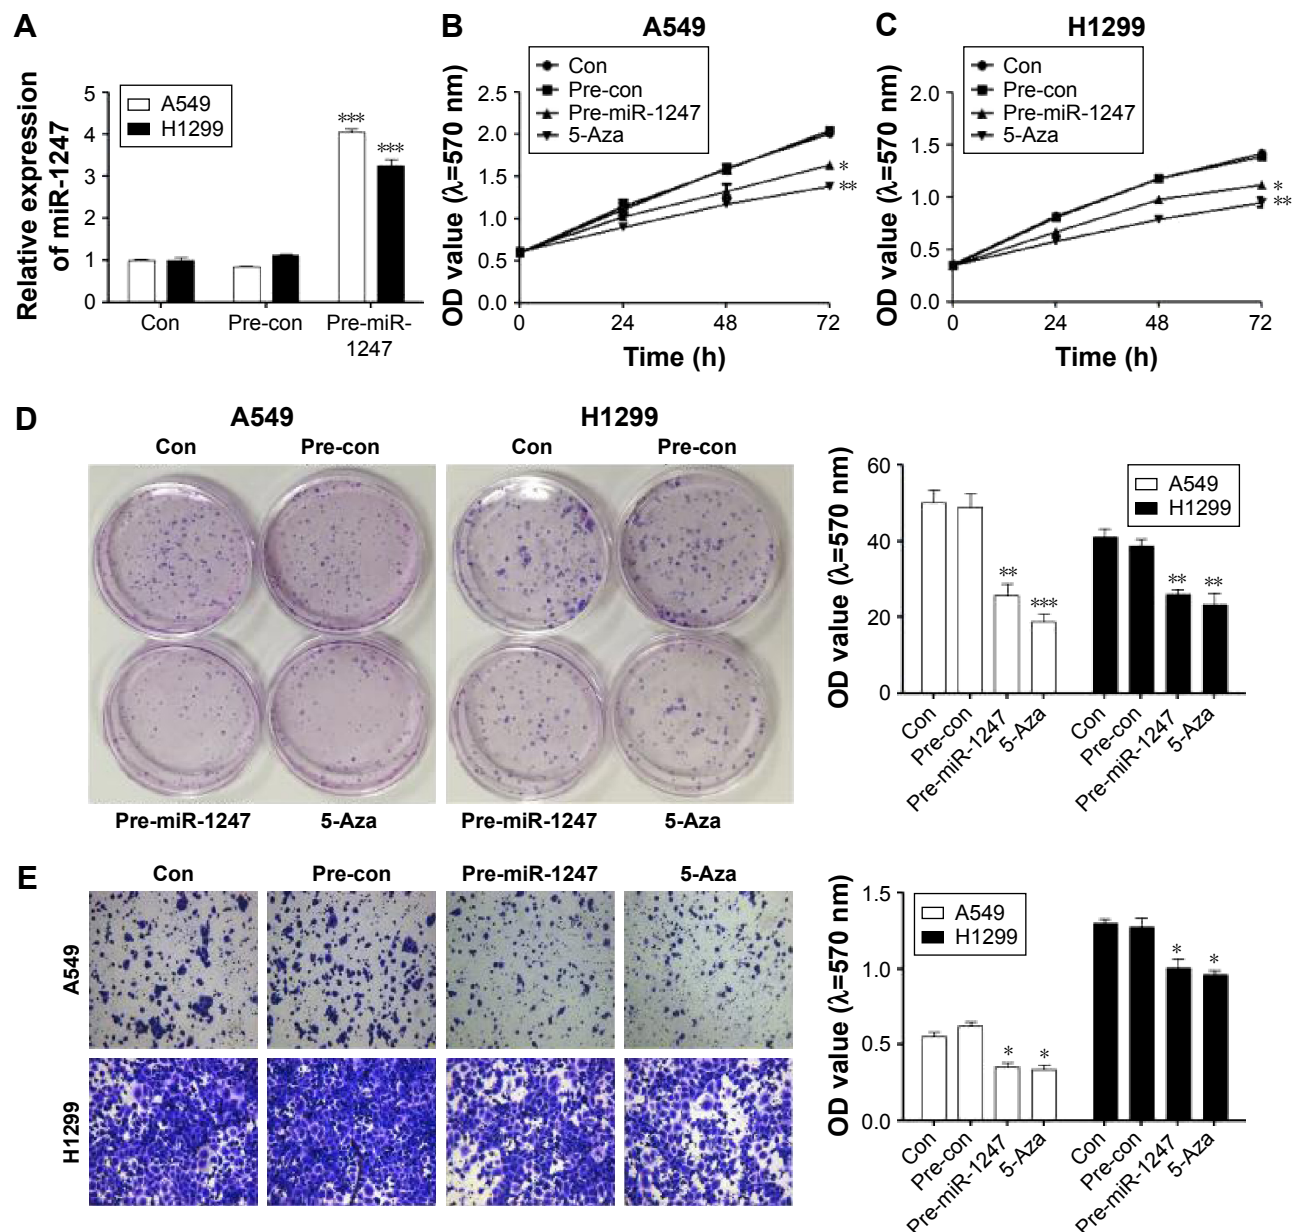 A
Relative expression
of miR-1247
5
4
3
2
1
0
A549
H1299
***
***
Con
Pre-con
Pre-miR-
1247
B
A549
Con
Pre-con
Pre-miR-1247
5-Aza
OD value (λ=570 nm)
2.5
2.0
1.5
1.0
0.5
0.0
*
**
0
24
48
72
Time (h)
C
H1299
Con
Pre-con
Pre-miR-1247
5-Aza
OD value (λ=570 nm)
2.0
1.5
1.0
0.5
0.0
*
**
0
24
48
72
Time (h)
D
A549
H1299
Con
Pre-con
Con
Pre-con
Pre-miR-1247
5-Aza
Pre-miR-1247
5-Aza
OD value (λ=570 nm)
60
40
20
0
A549
H1299
**
***
**
**
Con
Pre-con
Pre-miR-1247
5-Aza
Con
Pre-con
Pre-miR-1247
5-Aza
E
Con
Pre-con
Pre-miR-1247
5-Aza
A549
H1299
OD value (λ=570 nm)
1.5
1.0
0.5
0.0
A549
H1299
*
*
*
*
Con
Pre-con
Pre-miR-1247
5-Aza
Con
Pre-con
Pre-miR-1247
5-Aza